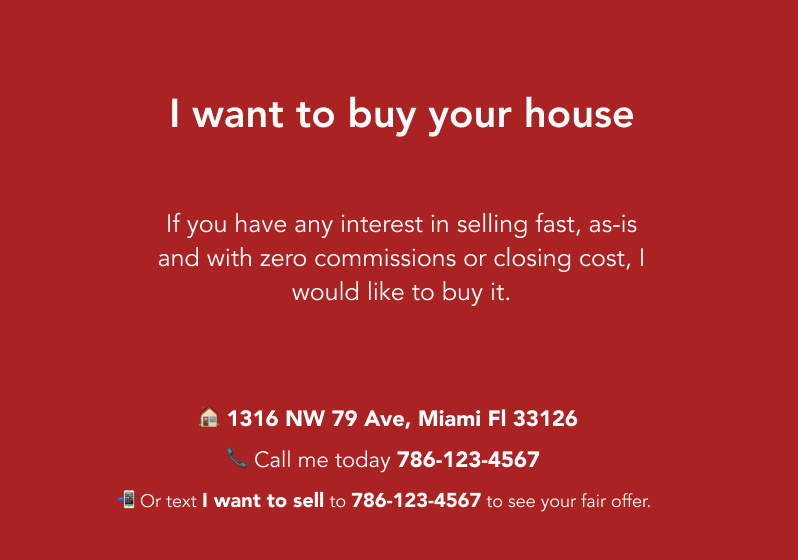 I want to buy your house
If you have any interest in selling fast, as-is
and with zero commissions or closing cost, I
would like to buy it.
🏠 1316 NW 79 Ave, Miami Fl 33126
📞 Call me today 786-123-4567
📲 Or text I want to sell to 786-123-4567 to see your fair offer.